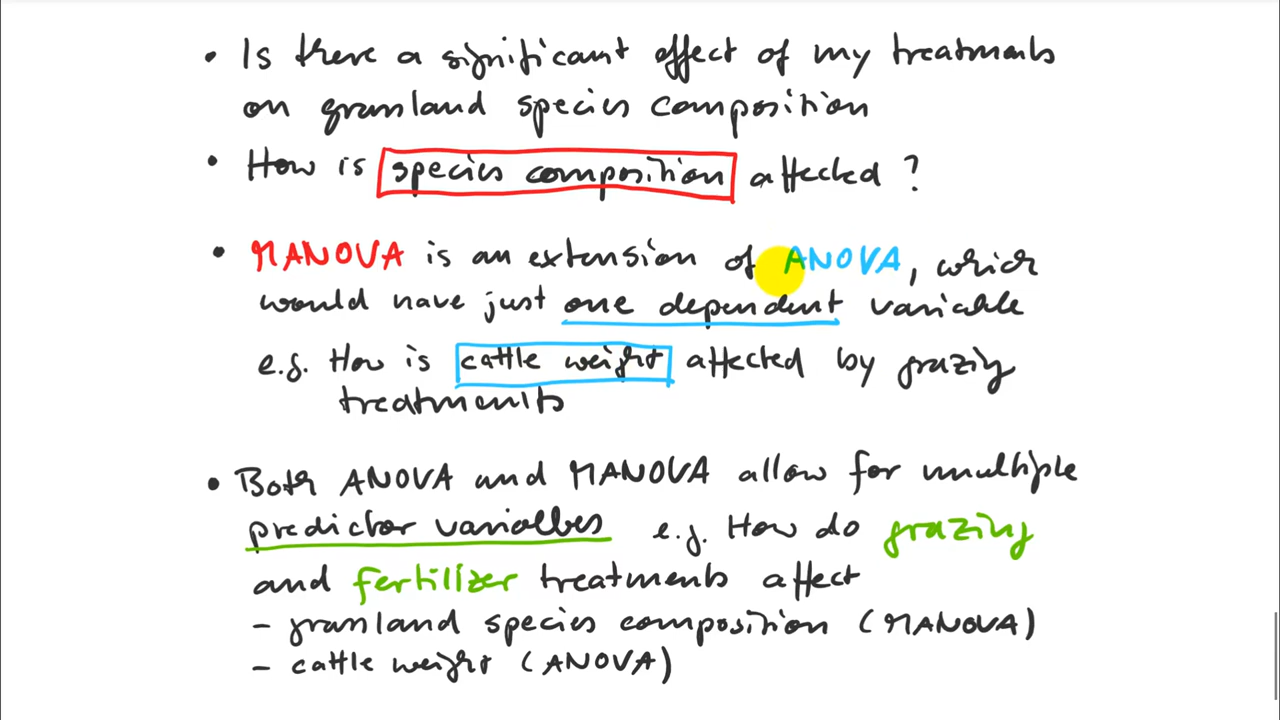 • Is there a significant effect of my treatments
on grassland species composition
• How is species composition affected ?
• MANOVA is an extension of ANOVA, which
would have just one dependent variable
e.g. How is cattle weight affected by grazing
treatments
• Both ANOVA and MANOVA allow for multiple
predictor variables e.g. How do grazing
and fertilizer treatments affect
– grassland species composition (MANOVA)
– cattle weight (ANOVA)